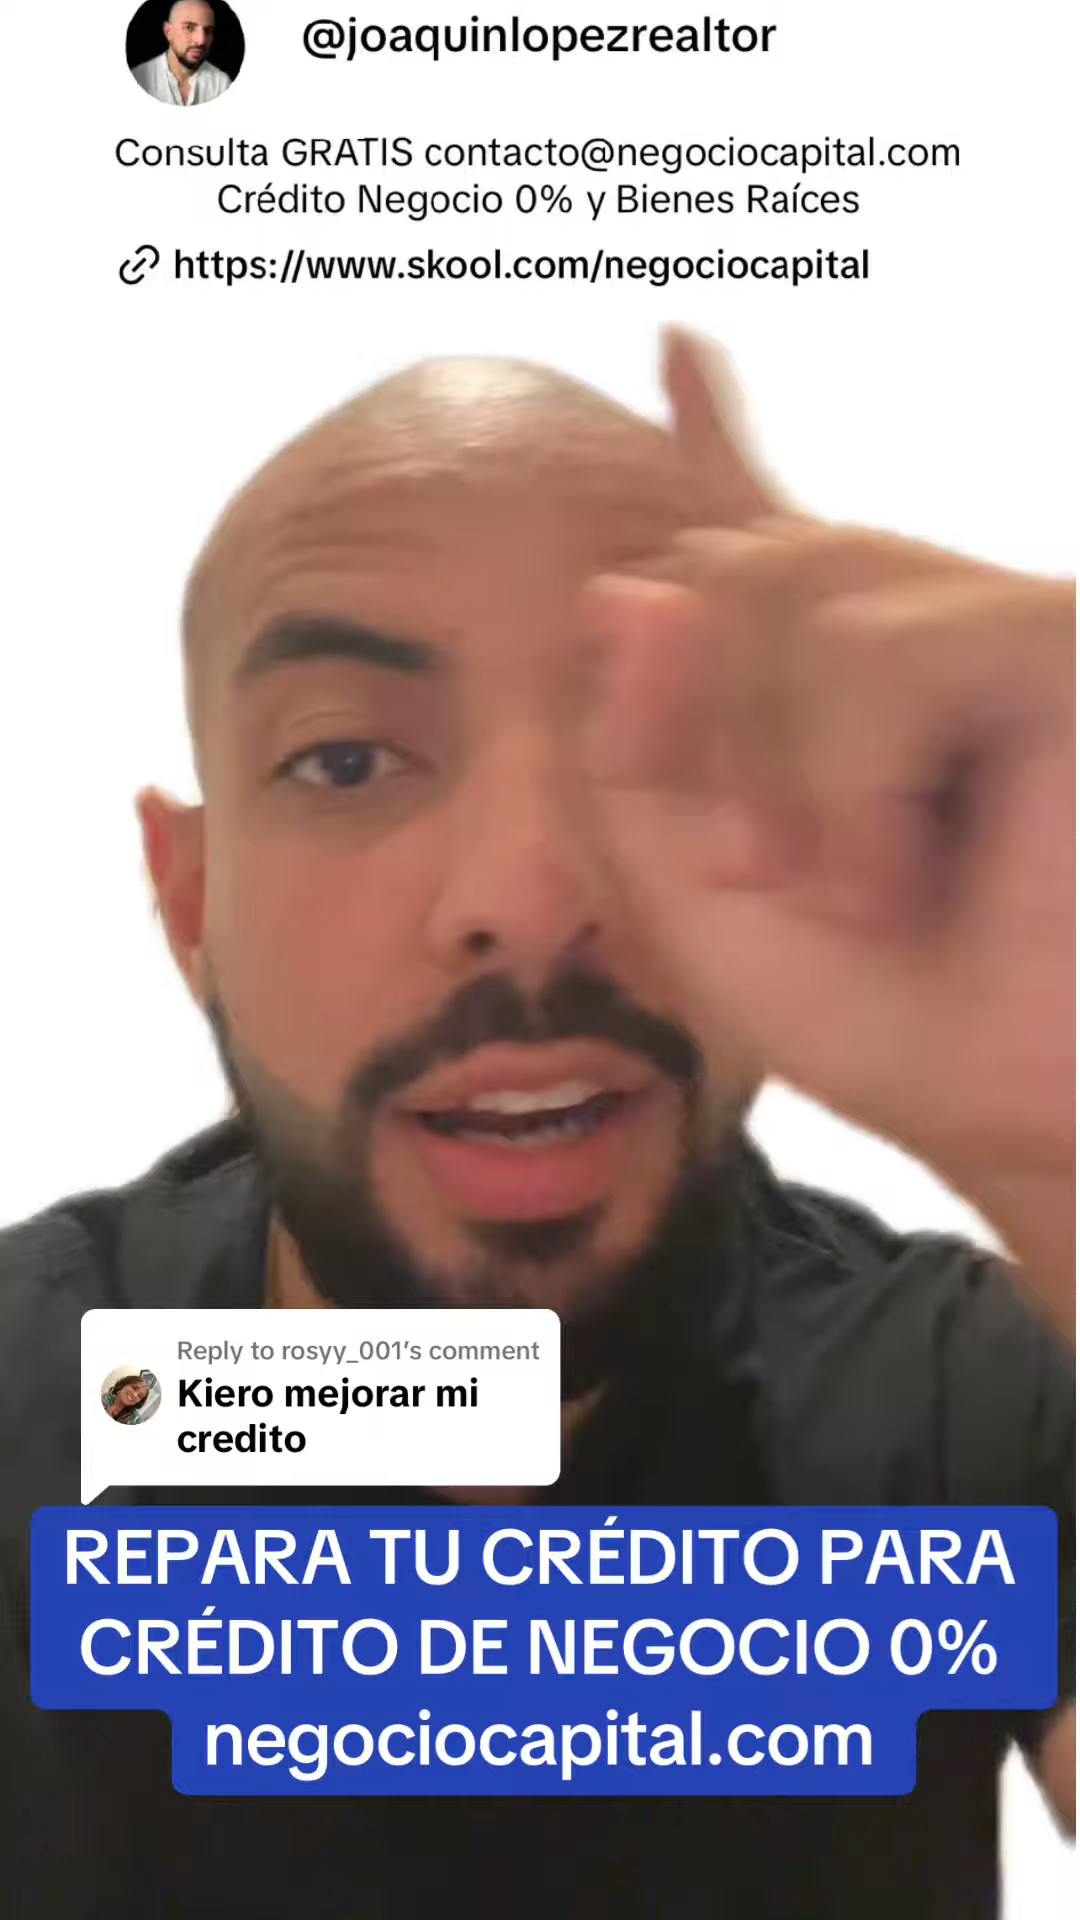 @joaquinlopezrealtor
Consulta GRATIS contacto@negociocapital.com
Crédito Negocio 0% y Bienes Raíces
https://www.skool.com/negociocapital
Reply to rosyy_001's comment
Kiero mejorar mi
credito
REPARA TU CRÉDITO PARA
CRÉDITO DE NEGOCIO 0%
negociocapital.com